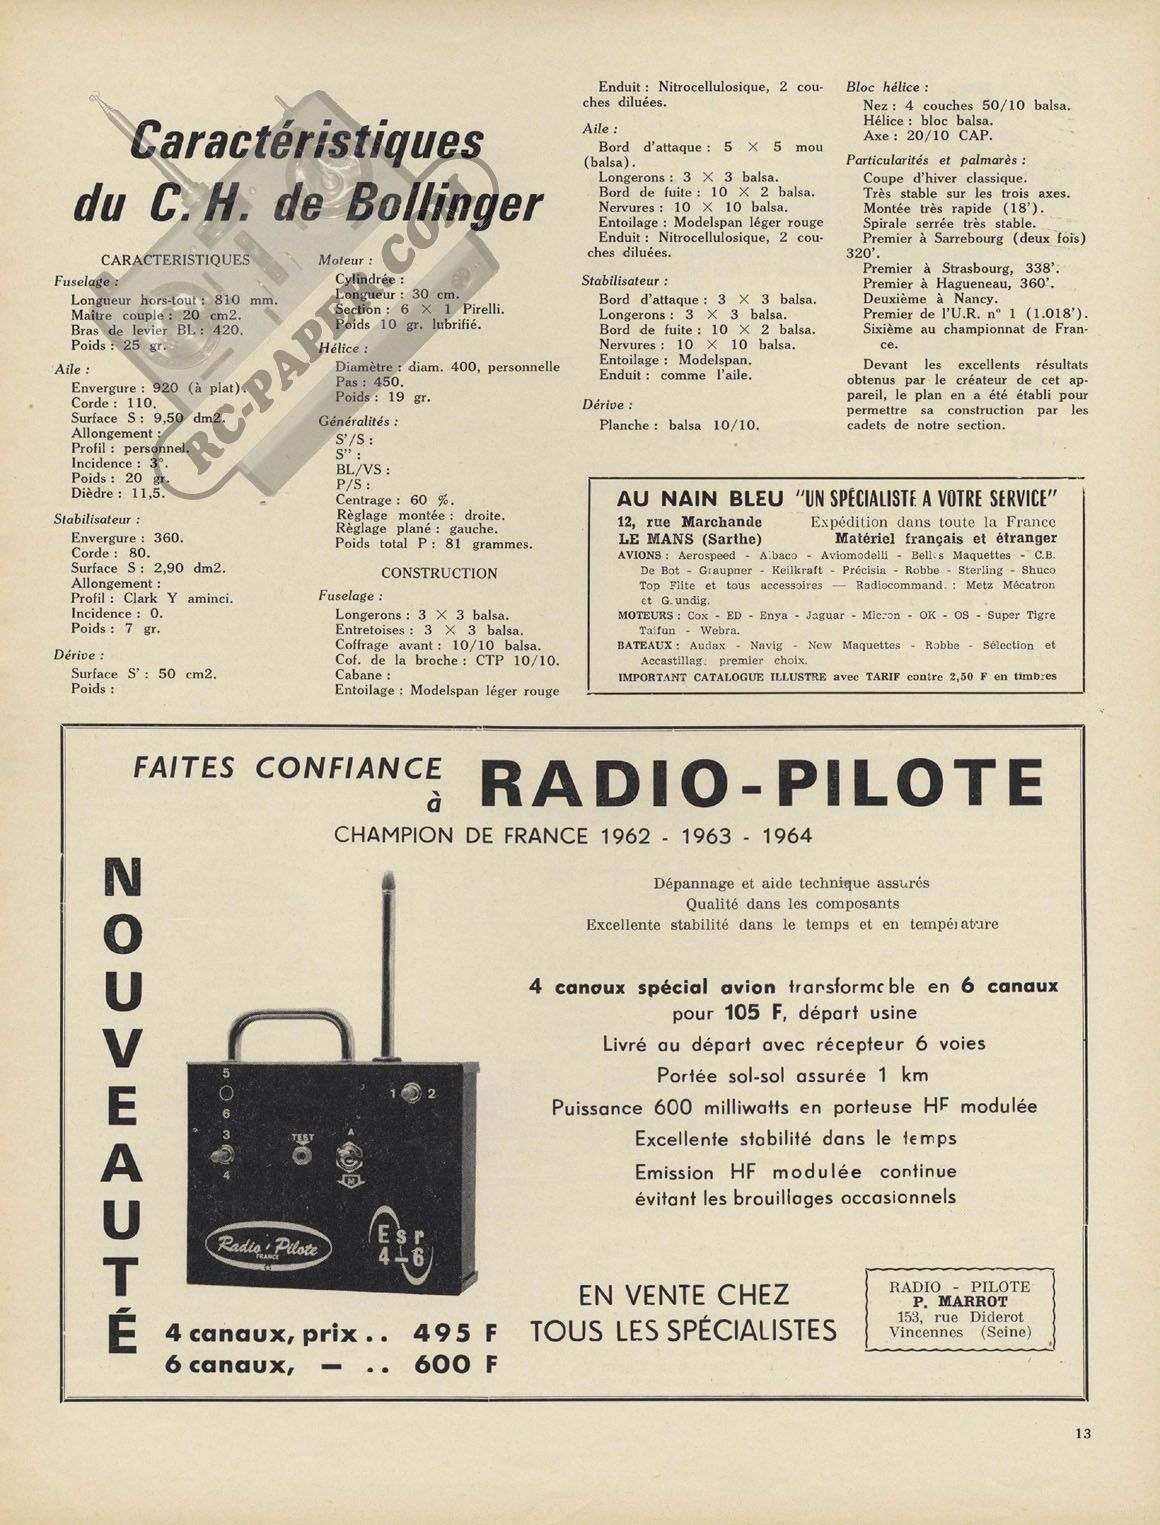 Caractéristiques
du C. H. de Bollinger
CARACTERISTIQUES
Fuselage :
Longueur hors-tout : 810 mm.
Maître couple : 20 cm2.
Bras de levier BL : 420.
Poids : 25 gr.
Aile :
Envergure : 920 (à plat).
Corde : 110.
Surface S : 9,50 dm2.
Allongement :
Profil : personnel.
Incidence : 3°.
Poids : 20 gr.
Dièdre : 11,5.
Stabilisateur :
Envergure : 360.
Corde : 80.
Surface S : 2,90 dm2.
Allongement :
Profil : Clark Y aminci.
Incidence : 0.
Poids : 7 gr.
Dérive :
Surface S' : 50 cm2.
Poids :
Moteur :
Cylindrée :
Longueur : 30 cm.
Section : 6 × 1 Pirelli.
Poids 10 gr. lubrifié.
Hélice :
Diamètre : diam. 400, personnelle
Pas : 450.
Poids : 19 gr.
Généralités :
S'/S :
S'' :
BL/VS :
P/S :
Centrage : 60 %.
Règlage montée : droite.
Règlage plané : gauche.
Poids total P : 81 grammes.
CONSTRUCTION
Fuselage :
Longerons : 3 × 3 balsa.
Entretoises : 3 × 3 balsa.
Coffrage avant : 10/10 balsa.
Cof. de la broche : CTP 10/10.
Cabane :
Entoilage : Modelspan léger rouge
Enduit : Nitrocellulosique, 2 cou-
ches diluées.
Aile :
Bord d'attaque : 5 × 5 mou
(balsa).
Longerons : 3 × 3 balsa.
Bord de fuite : 10 × 2 balsa.
Nervures : 10 × 10 balsa.
Entoilage : Modelspan léger rouge
Enduit : Nitrocellulosique, 2 cou-
ches diluées.
Stabilisateur :
Bord d'attaque : 3 × 3 balsa.
Longerons : 3 × 3 balsa.
Bord de fuite : 10 × 2 balsa.
Nervures : 10 × 10 balsa.
Entoilage : Modelspan.
Enduit : comme l'aile.
Dérive :
Planche : balsa 10/10.
Bloc hélice :
Nez : 4 couches 50/10 balsa.
Hélice : bloc balsa.
Axe : 20/10 CAP.
Particularités et palmarès :
Coupe d'hiver classique.
Très stable sur les trois axes.
Montée très rapide (18').
Spirale serrée très stable.
Premier à Sarrebourg (deux fois)
320'.
Premier à Strasbourg, 338'.
Premier à Hagueneau, 360'.
Deuxième à Nancy.
Premier de l'U.R. n° 1 (1.018').
Sixième au championnat de Fran-
ce.
Devant les excellents résultats
obtenus par le créateur de cet ap-
pareil, le plan en a été établi pour
permettre sa construction par les
cadets de notre section.
RC-PAPER.COM
AU NAIN BLEU "UN SPÉCIALISTE A VOTRE SERVICE"
12, rue Marchande Expédition dans toute la France
LE MANS (Sarthe) Matériel français et étranger
AVIONS : Aerospeed - Albaco - Aviomodelli - Bellus Maquettes - C.B.
De Bot - Graupner - Keilkraft - Précisia - Robbe - Sterling - Shuco
Top Flite et tous accessoires — Radiocommand. : Metz Mécatron
et Grundig.
MOTEURS : Cox - ED - Enya - Jaguar - Micron - OK - OS - Super Tigre
Taifun - Webra.
BATEAUX : Audax - Navig - New Maquettes - Robbe - Sélection et
Accastillage premier choix.
IMPORTANT CATALOGUE ILLUSTRE avec TARIF contre 2,50 F en timbres
FAITES CONFIANCE
à RADIO-PILOTE
CHAMPION DE FRANCE 1962 - 1963 - 1964
NOUVEAUTÉ
Dépannage et aide technique assurés
Qualité dans les composants
Excellente stabilité dans le temps et en température
4 canaux spécial avion transformable en 6 canaux
pour 105 F, départ usine
Livré au départ avec récepteur 6 voies
Portée sol-sol assurée 1 km
Puissance 600 milliwatts en porteuse HF modulée
Excellente stabilité dans le temps
Emission HF modulée continue
évitant les brouillages occasionnels
5
6
3
4
TEST
A
M
1 2
Radio Pilote
FRANCE
Esr
4-6
4 canaux, prix .. 495 F
6 canaux, — .. 600 F
EN VENTE CHEZ
TOUS LES SPÉCIALISTES
RADIO - PILOTE
P. MARROT
153, rue Diderot
Vincennes (Seine)
13